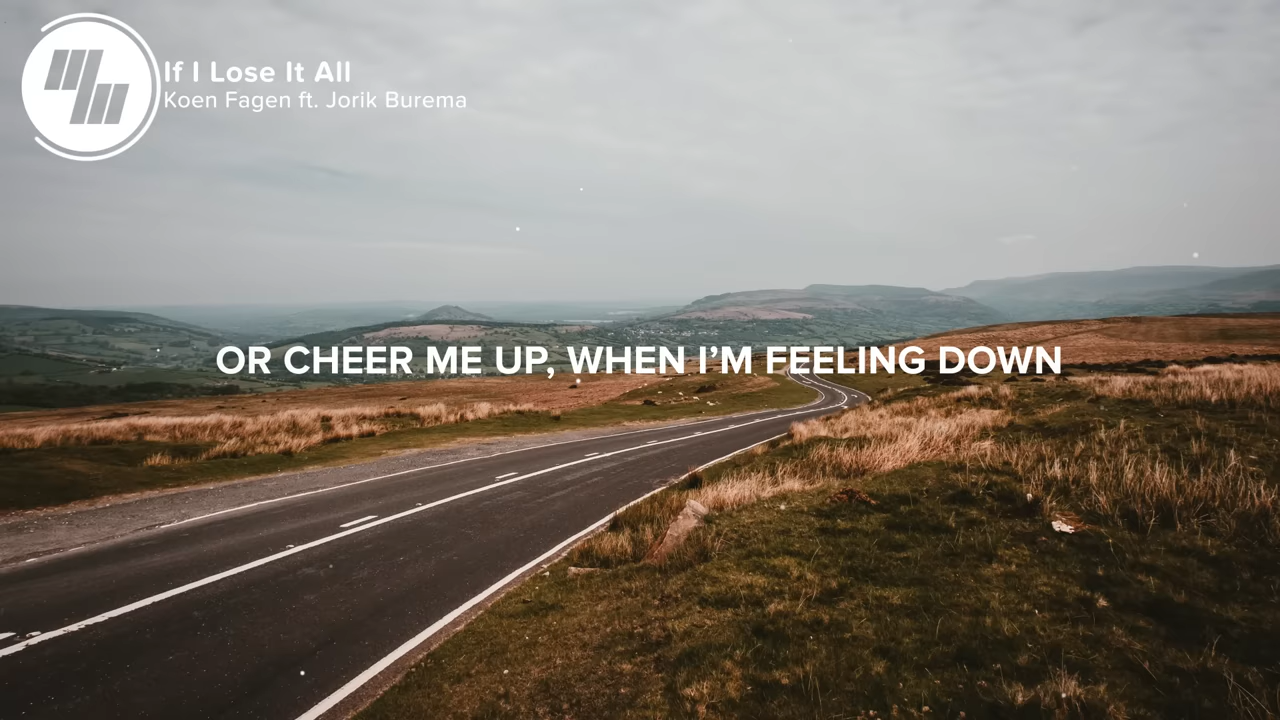 If I Lose It All
Koen Fagen ft. Jorik Burema
OR CHEER ME UP, WHEN I’M FEELING DOWN